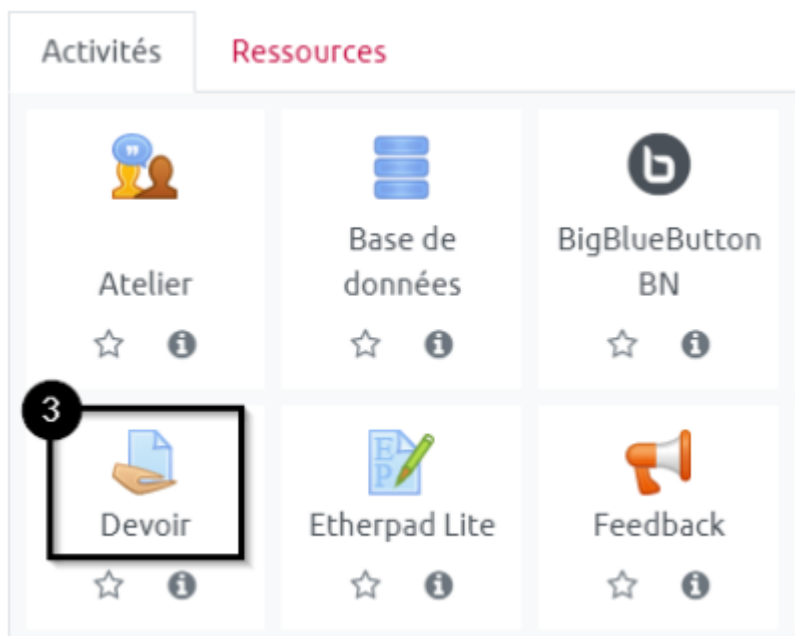 Activités
Ressources
Atelier
Base de
données
BigBlueButton
BN
3
Devoir
Etherpad Lite
Feedback